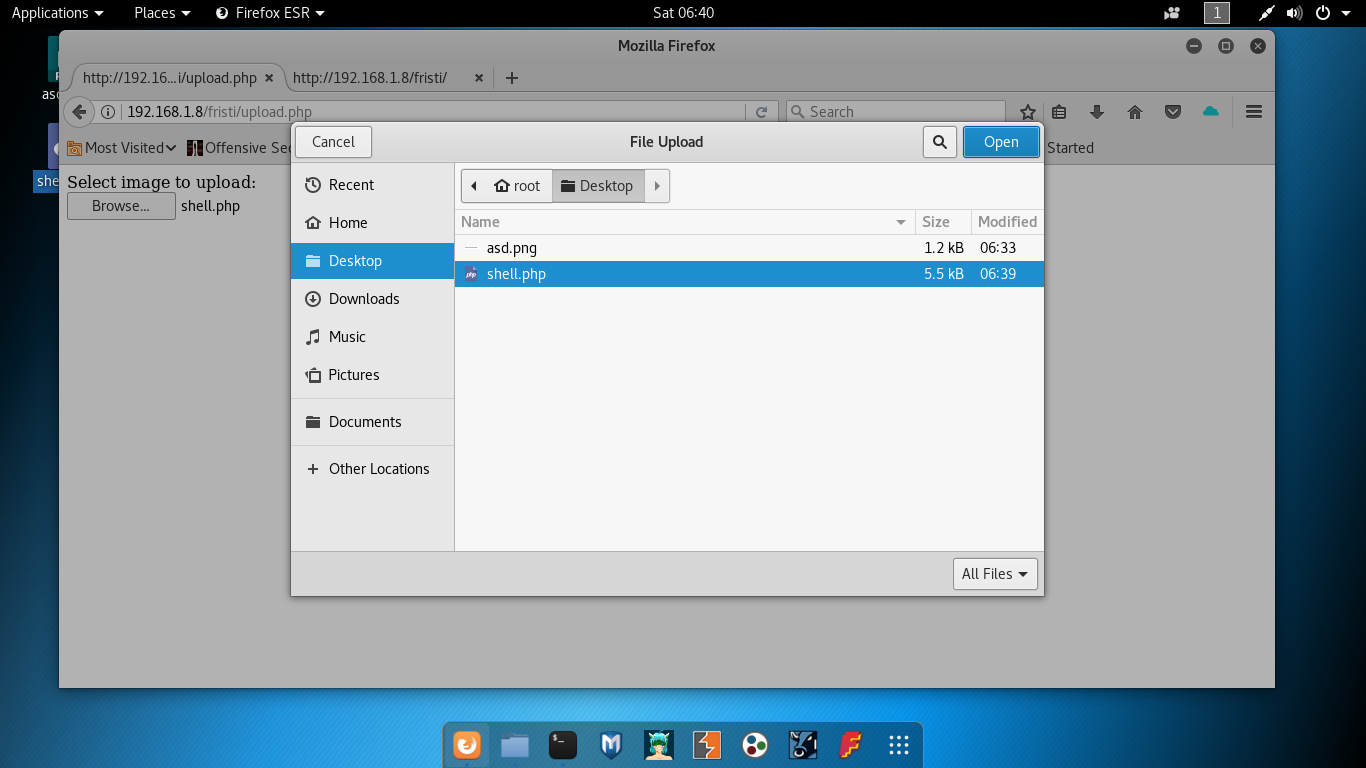 Applications Places Firefox ESR Sat 06:40 1
Mozilla Firefox
http://192.16...i/upload.php http://192.168.1.8/fristi/
192.168.1.8/fristi/upload.php Search
Most Visited Offensive Sec Started
Select image to upload:
Browse... shell.php
Cancel File Upload Open
Recent
Home
Desktop
Downloads
Music
Pictures
Documents
Other Locations
root Desktop
Name Size Modified
asd.png 1.2 kB 06:33
shell.php 5.5 kB 06:39
All Files